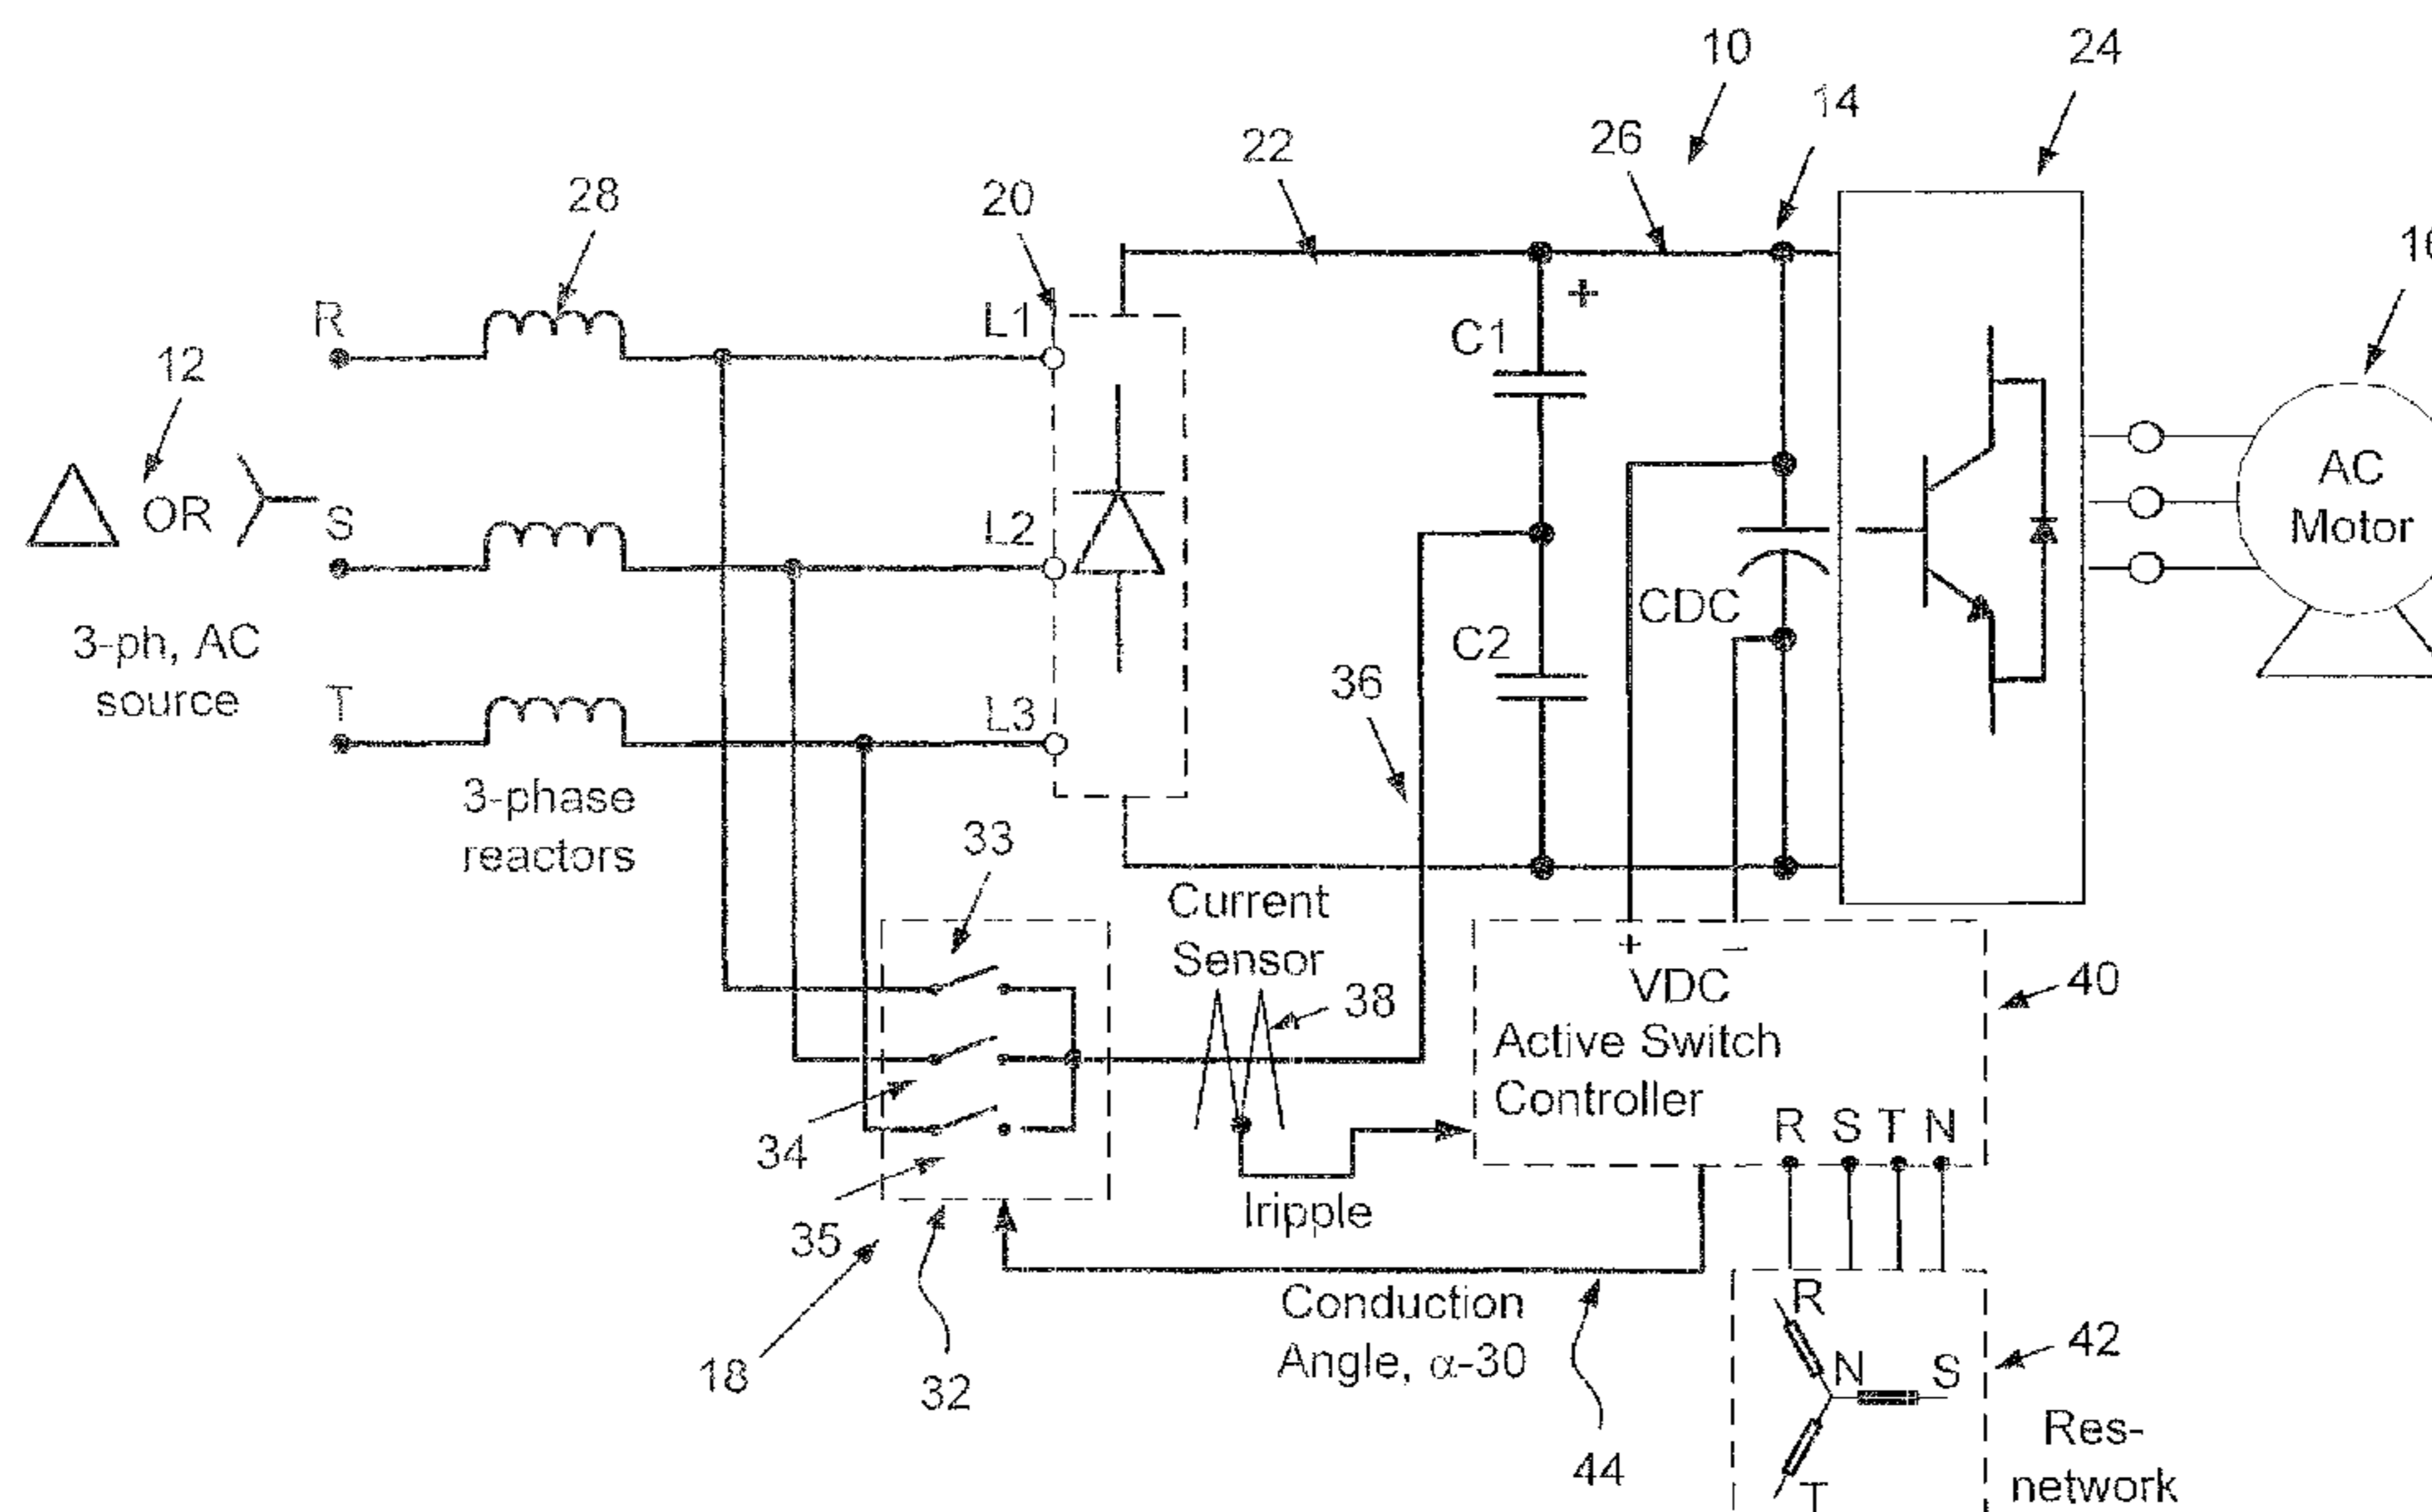 10
24
14
22
26
28
20
16
R
L1
12
C1
OR
S
L2
AC
Motor
CDC
3-ph, AC
source
C2
36
T
L3
3-phase
reactors
33
Current
Sensor
+
+ –
VDC
40
38
Active Switch
Controller
34
R S T N
35
Iripple
Conduction
Angle, α-30
R
42
N
S
18
32
44
T
Res-
network